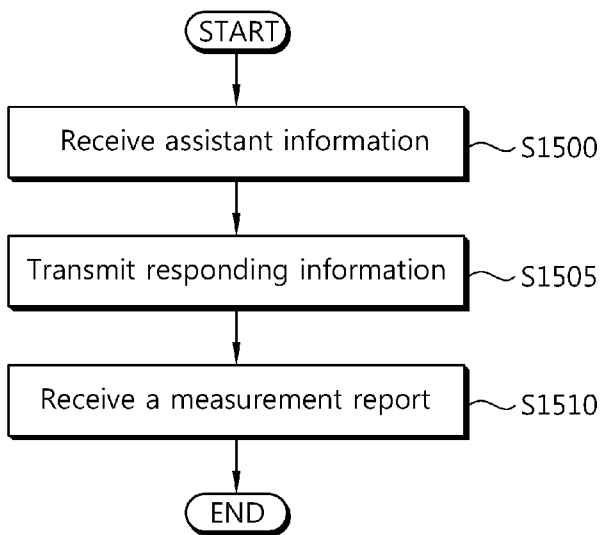 START
Receive assistant information
S1500
Transmit responding information
S1505
Receive a measurement report
S1510
END